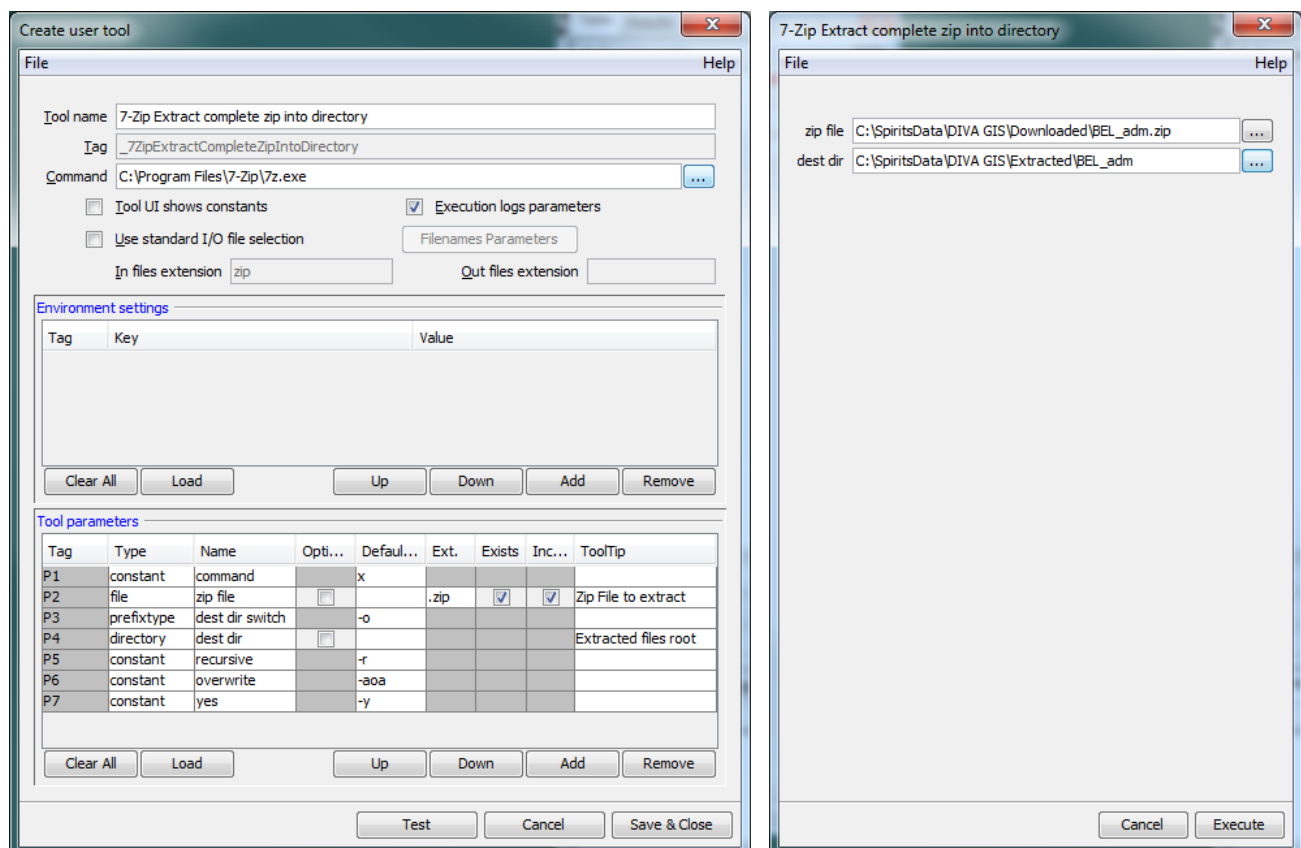 Create user tool
File Help
Tool name 7-Zip Extract complete zip into directory
Tag _7ZipExtractCompleteZipIntoDirectory
Command C:\Program Files\7-Zip\7z.exe ...
Tool UI shows constants Execution logs parameters
Use standard I/O file selection Filenames Parameters
In files extension zip Out files extension
Environment settings
Tag Key Value
Clear All Load Up Down Add Remove
Tool parameters
Tag Type Name Opti... Defaul... Ext. Exists Inc... ToolTip
P1 constant command x
P2 file zip file .zip Zip File to extract
P3 prefixtype dest dir switch -o
P4 directory dest dir Extracted files root
P5 constant recursive -r
P6 constant overwrite -aoa
P7 constant yes -y
Clear All Load Up Down Add Remove
Test Cancel Save & Close
7-Zip Extract complete zip into directory
File Help
zip file C:\SpiritsData\DIVA GIS\Downloaded\BEL_adm.zip ...
dest dir C:\SpiritsData\DIVA GIS\Extracted\BEL_adm ...
Cancel Execute